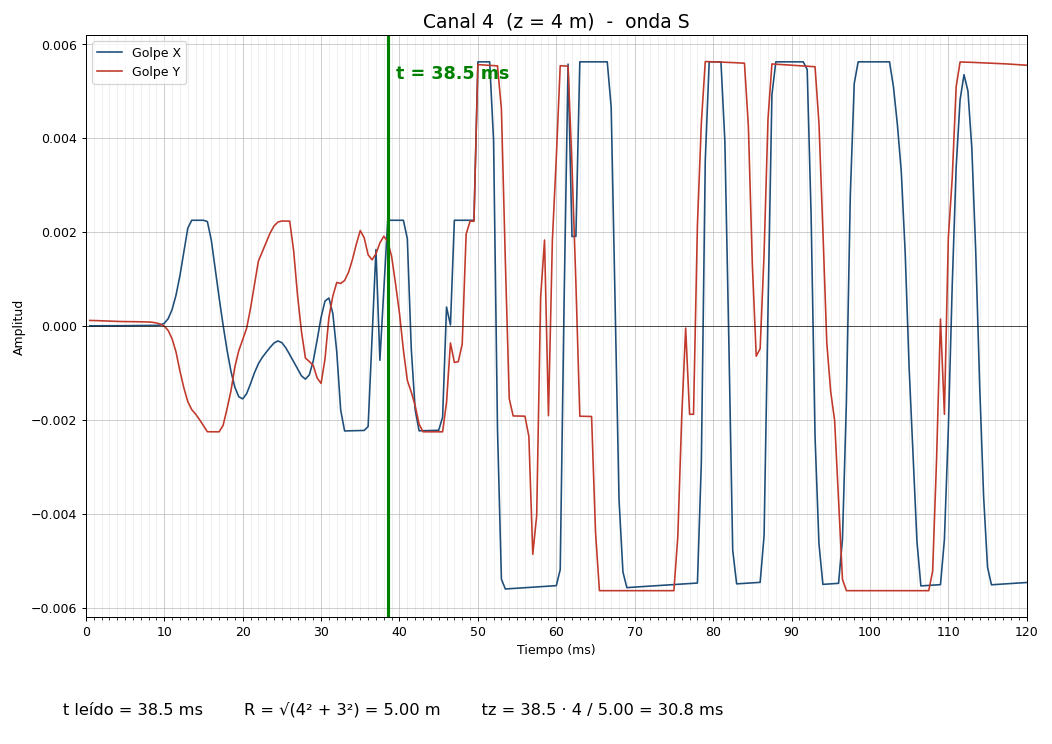 Canal 4 (z = 4 m) - onda S
Golpe X
Golpe Y
t = 38.5 ms
0.006
0.004
0.002
0.000
−0.002
−0.004
−0.006
Amplitud
0 10 20 30 40 50 60 70 80 90 100 110 120
Tiempo (ms)
t leído = 38.5 ms R = √(4² + 3²) = 5.00 m tz = 38.5 · 4 / 5.00 = 30.8 ms